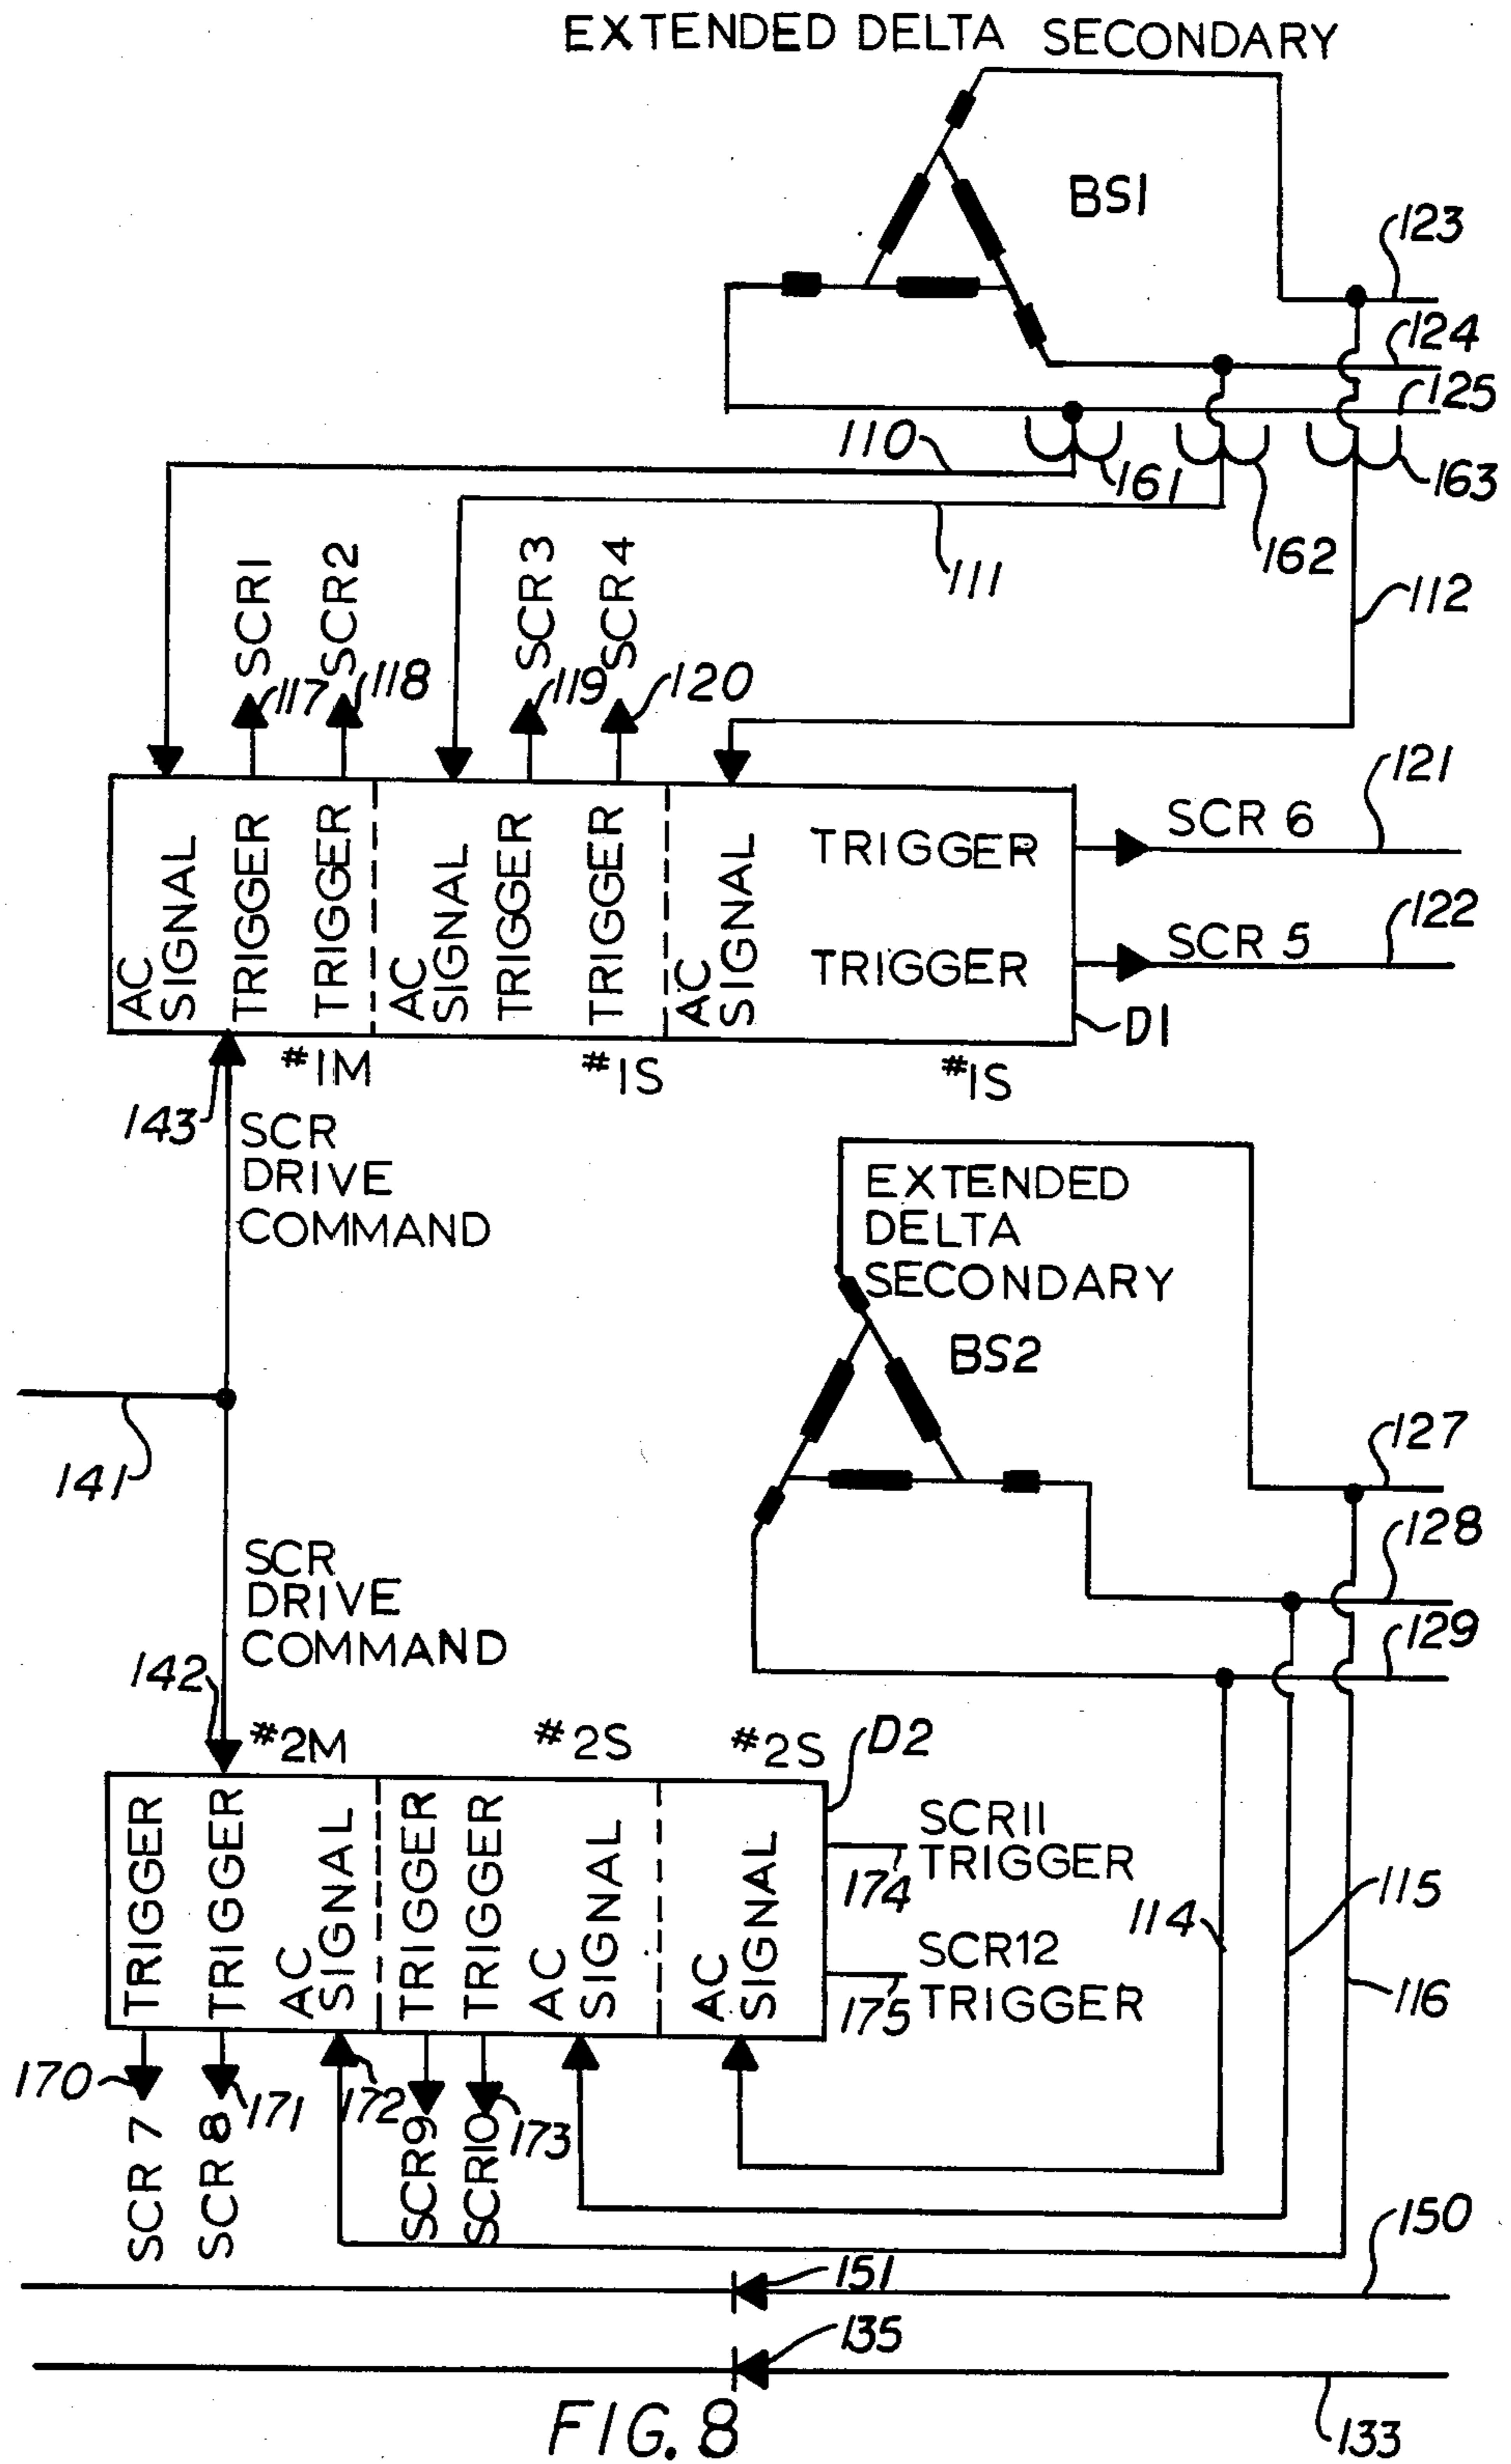 EXTENDED DELTA SECONDARY
BS1
123
124
125
110
161
162
163
111
112
SCR1
SCR2
SCR3
SCR4
117
118
119
120
121
SCR 6
122
SCR 5
AC
SIGNAL
TRIGGER
TRIGGER
AC
SIGNAL
TRIGGER
TRIGGER
AC
SIGNAL
TRIGGER
TRIGGER
D1
#1M
#1S
#1S
143
SCR
DRIVE
COMMAND
EXTENDED
DELTA
SECONDARY
BS2
141
127
128
129
SCR
DRIVE
COMMAND
142
#2M
#2S
#2S
D2
TRIGGER
TRIGGER
AC
SIGNAL
TRIGGER
TRIGGER
AC
SIGNAL
AC
SIGNAL
SCR11
TRIGGER
174
SCR12
TRIGGER
175
114
115
116
170
171
172
173
SCR 7
SCR 8
SCR9
SCR10
150
151
135
133
FIG. 8